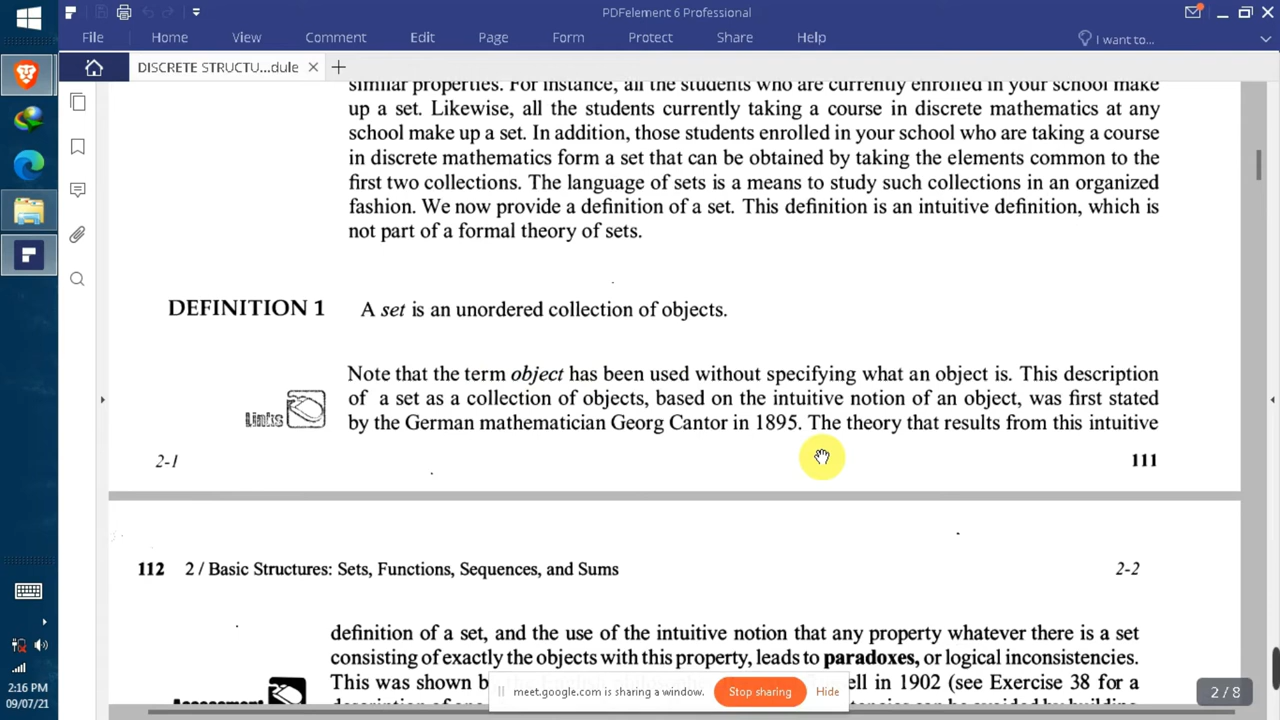 PDFelement 6 Professional
File Home View Comment Edit Page Form Protect Share Help I want to...
DISCRETE STRUCTU...dule
similar properties. For instance, all the students who are currently enrolled in your school make
up a set. Likewise, all the students currently taking a course in discrete mathematics at any
school make up a set. In addition, those students enrolled in your school who are taking a course
in discrete mathematics form a set that can be obtained by taking the elements common to the
first two collections. The language of sets is a means to study such collections in an organized
fashion. We now provide a definition of a set. This definition is an intuitive definition, which is
not part of a formal theory of sets.
DEFINITION 1 A set is an unordered collection of objects.
Note that the term object has been used without specifying what an object is. This description
of a set as a collection of objects, based on the intuitive notion of an object, was first stated
by the German mathematician Georg Cantor in 1895. The theory that results from this intuitive
Links
2-1 111
112 2 / Basic Structures: Sets, Functions, Sequences, and Sums 2-2
definition of a set, and the use of the intuitive notion that any property whatever there is a set
consisting of exactly the objects with this property, leads to paradoxes, or logical inconsistencies.
This was shown by in 1902 (see Exercise 38 for a
meet.google.com is sharing a window. Stop sharing Hide
2 / 8
2:16 PM
09/07/21